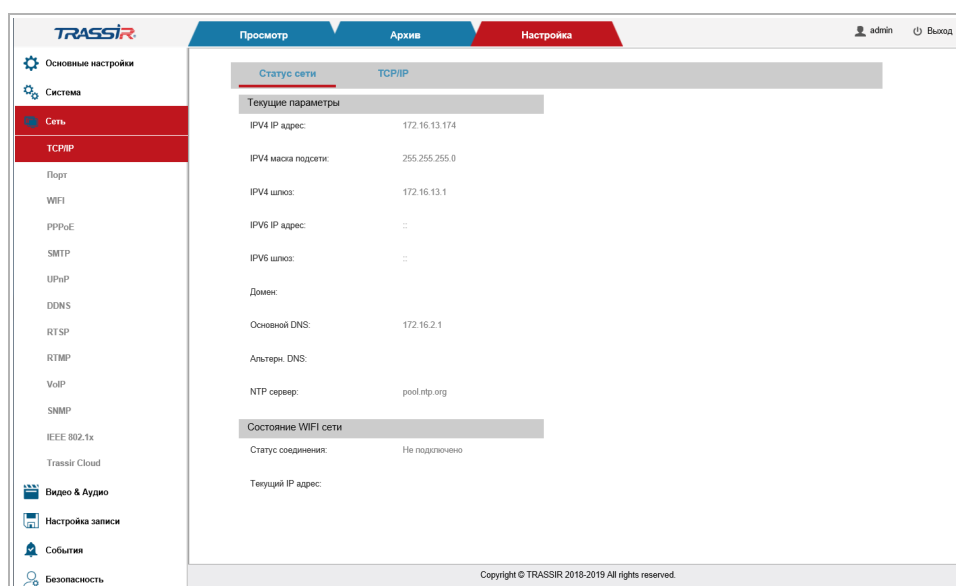 TRASSIR
Просмотр
Архив
Настройка
admin
Выход
Основные настройки
Система
Сеть
TCP/IP
Порт
WIFI
PPPoE
SMTP
UPnP
DDNS
RTSP
RTMP
VoIP
SNMP
IEEE 802.1x
Trassir Cloud
Видео & Аудио
Настройка записи
События
Безопасность
Статус сети
TCP/IP
Текущие параметры
IPV4 IP адрес: 172.16.13.174
IPV4 маска подсети: 255.255.255.0
IPV4 шлюз: 172.16.13.1
IPV6 IP адрес: ::
IPV6 шлюз: ::
Домен:
Основной DNS: 172.16.2.1
Альтерн. DNS:
NTP сервер: pool.ntp.org
Состояние WIFI сети
Статус соединения: Не подключено
Текущий IP адрес:
Copyright © TRASSIR 2018-2019 All rights reserved.